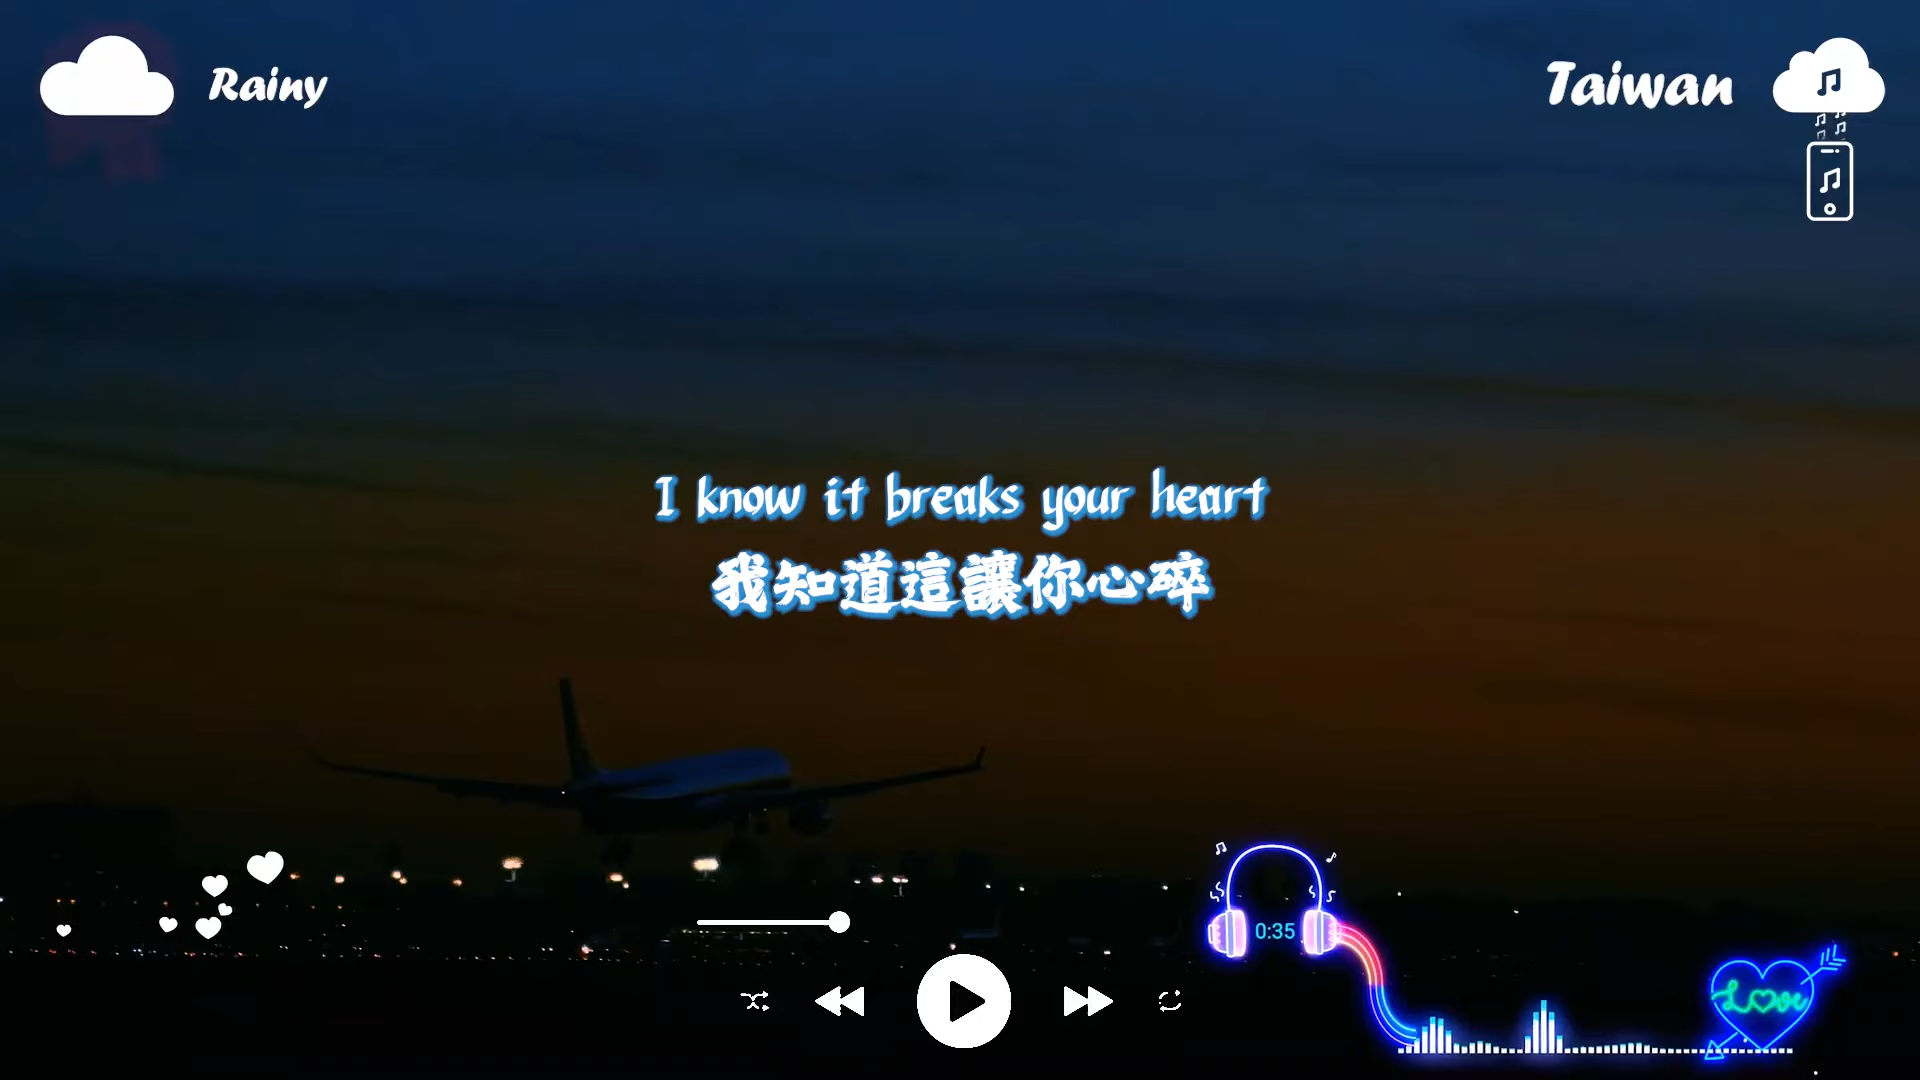 Rainy
Taiwan
I know it breaks your heart
我知道這讓你心碎
0:35
Love